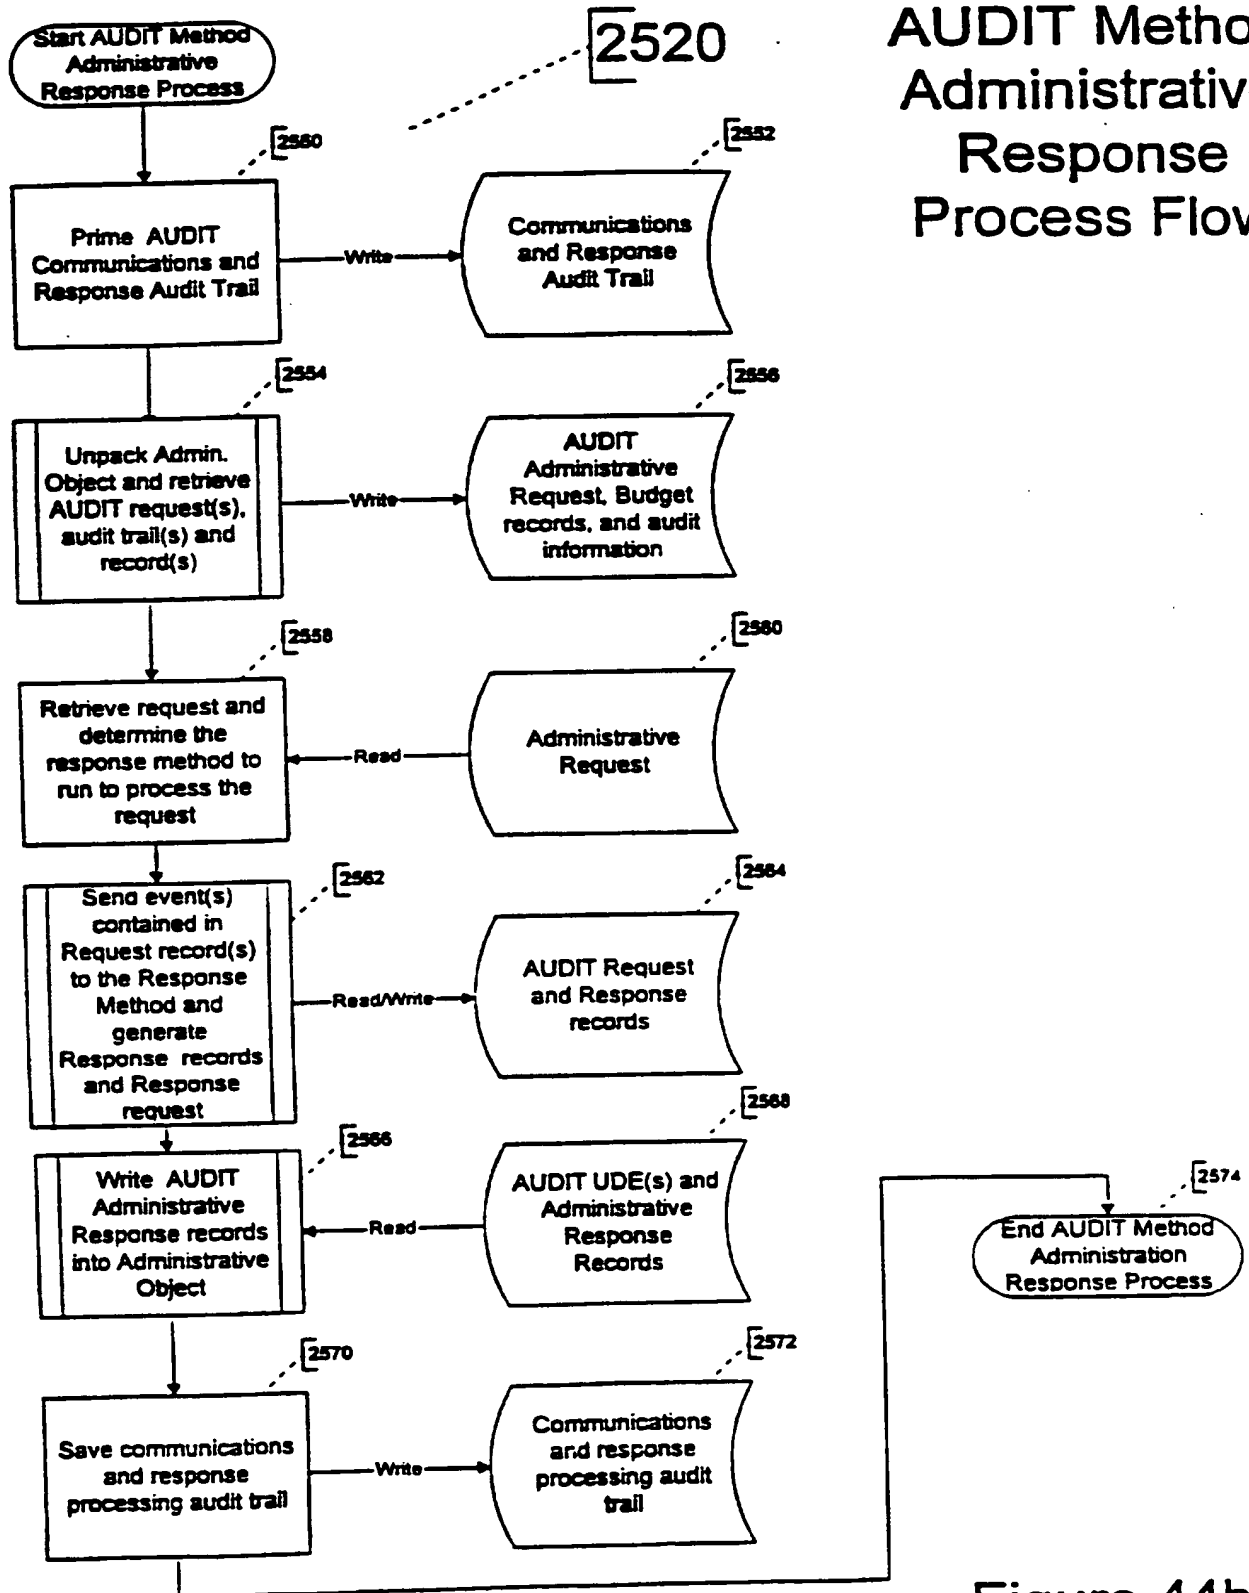 Start AUDIT Method
Administrative
Response Process
2520
AUDIT Metho
Administrativ
Response
Process Flow
2550
Prime AUDIT
Communications and
Response Audit Trail
Write
2552
Communications
and Response
Audit Trail
2554
Unpack Admin.
Object and retrieve
AUDIT request(s),
audit trail(s) and
record(s)
Write
2556
AUDIT
Administrative
Request, Budget
records, and audit
information
2558
Retrieve request and
determine the
response method to
run to process the
request
Read
2560
Administrative
Request
2562
Send event(s)
contained in
Request record(s)
to the Response
Method and
generate
Response records
and Response
request
Read/Write
2564
AUDIT Request
and Response
records
2566
Write AUDIT
Administrative
Response records
into Administrative
Object
Read
2568
AUDIT UDE(s) and
Administrative
Response
Records
2574
End AUDIT Method
Administration
Response Process
2570
Save communications
and response
processing audit trail
Write
2572
Communications
and response
processing audit
trail
Figure 44b